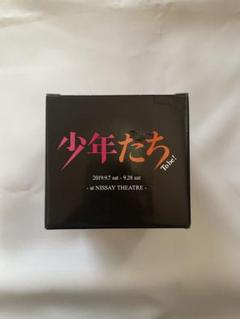 少年たち
To be!
2019.9.7 sat - 9.28 sat
- at NISSAY THEATRE -